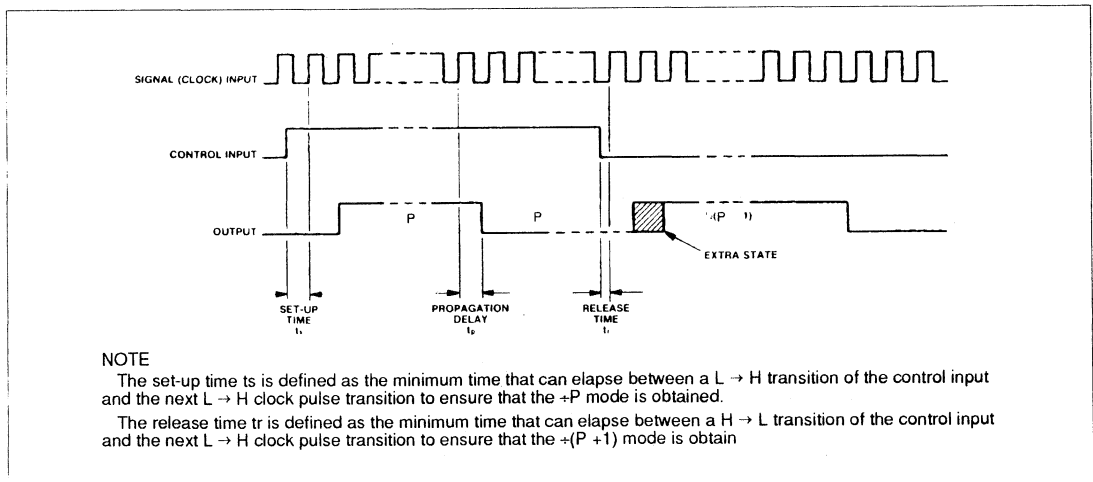 SIGNAL (CLOCK) INPUT
CONTROL INPUT
OUTPUT
P
P
(P 1)
EXTRA STATE
SET-UP
TIME
ts
PROPAGATION
DELAY
tp
RELEASE
TIME
tr
NOTE
The set-up time ts is defined as the minimum time that can elapse between a L → H transition of the control input
and the next L → H clock pulse transition to ensure that the ÷P mode is obtained.
The release time tr is defined as the minimum time that can elapse between a H → L transition of the control input
and the next L → H clock pulse transition to ensure that the ÷(P +1) mode is obtain